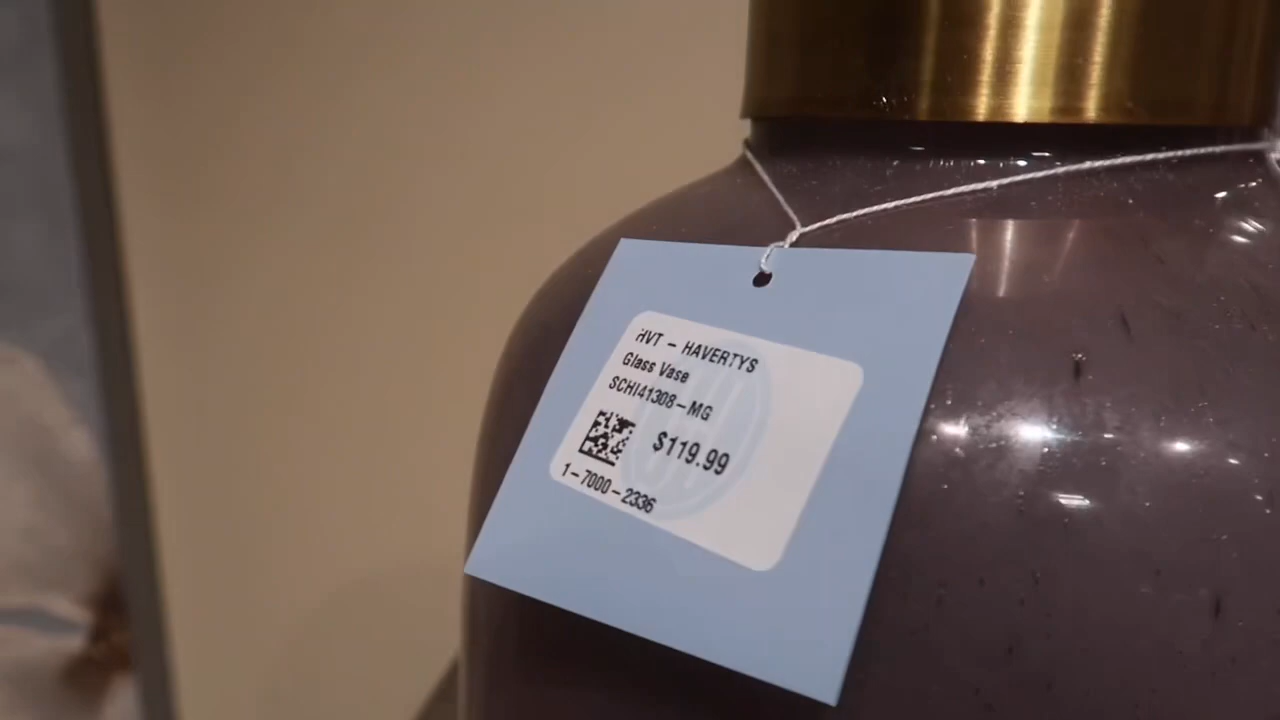 HVT - HAVERTYS
Glass Vase
SCHI41308-MG
$119.99
1-7000-2336